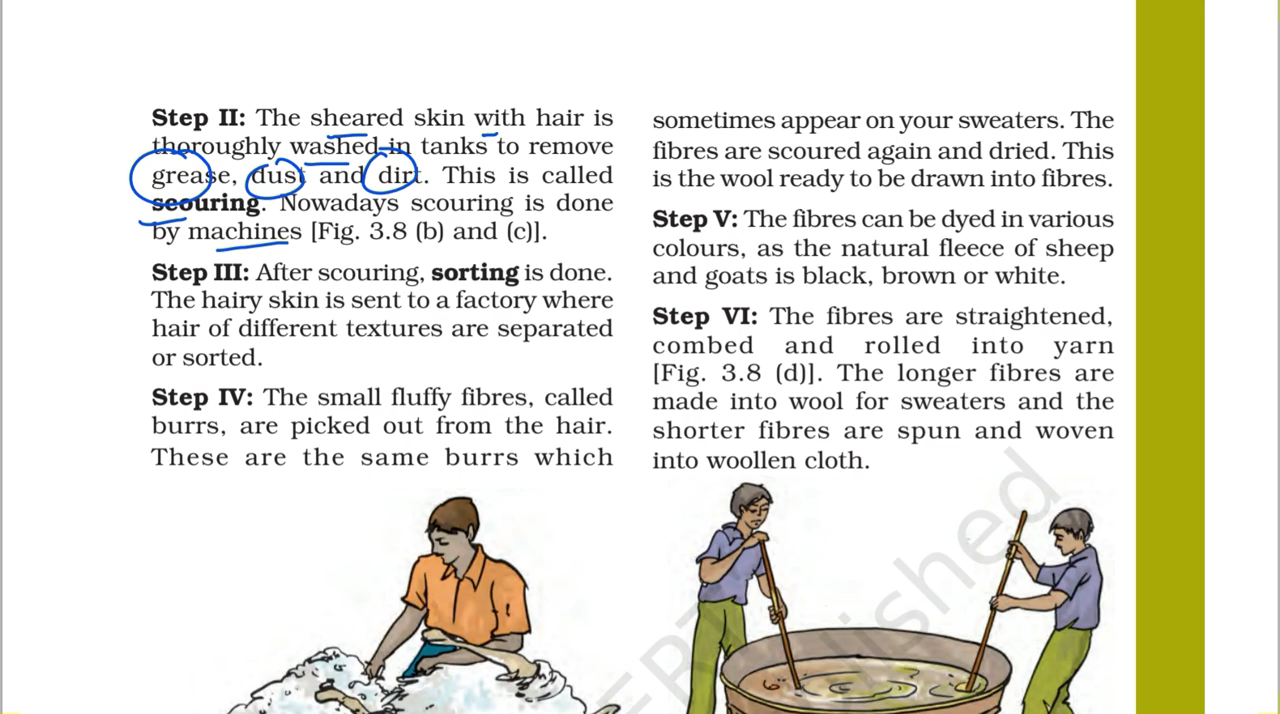 Step II: The sheared skin with hair is
thoroughly washed in tanks to remove
grease, dust and dirt. This is called
scouring. Nowadays scouring is done
by machines [Fig. 3.8 (b) and (c)].
Step III: After scouring, sorting is done.
The hairy skin is sent to a factory where
hair of different textures are separated
or sorted.
Step IV: The small fluffy fibres, called
burrs, are picked out from the hair.
These are the same burrs which
sometimes appear on your sweaters. The
fibres are scoured again and dried. This
is the wool ready to be drawn into fibres.
Step V: The fibres can be dyed in various
colours, as the natural fleece of sheep
and goats is black, brown or white.
Step VI: The fibres are straightened,
combed and rolled into yarn
[Fig. 3.8 (d)]. The longer fibres are
made into wool for sweaters and the
shorter fibres are spun and woven
into woollen cloth.